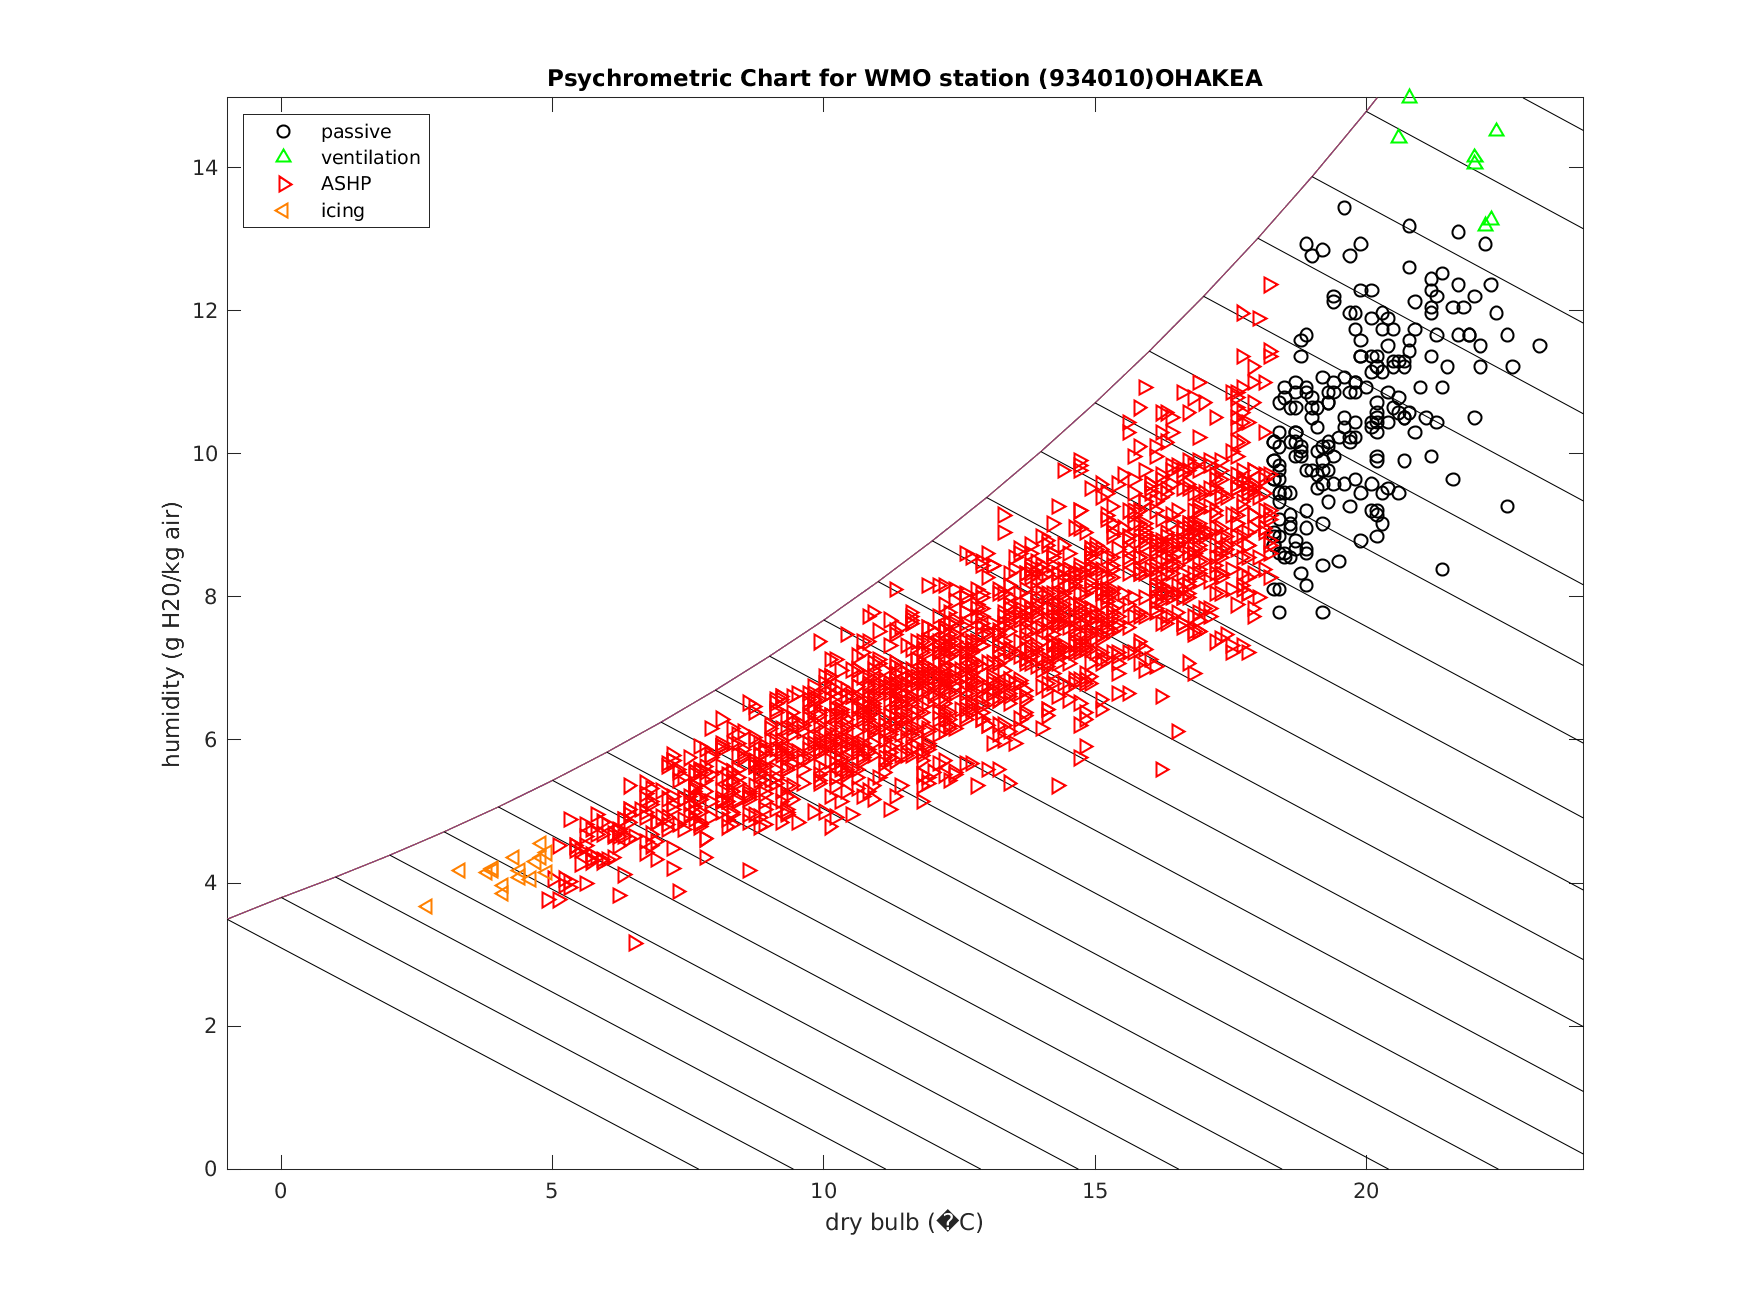 Psychrometric Chart for WMO station (934010)OHAKEA
passive
ventilation
ASHP
icing
14
12
10
8
6
4
2
0
humidity (g H20/kg air)
0 5 10 15 20
dry bulb (�C)